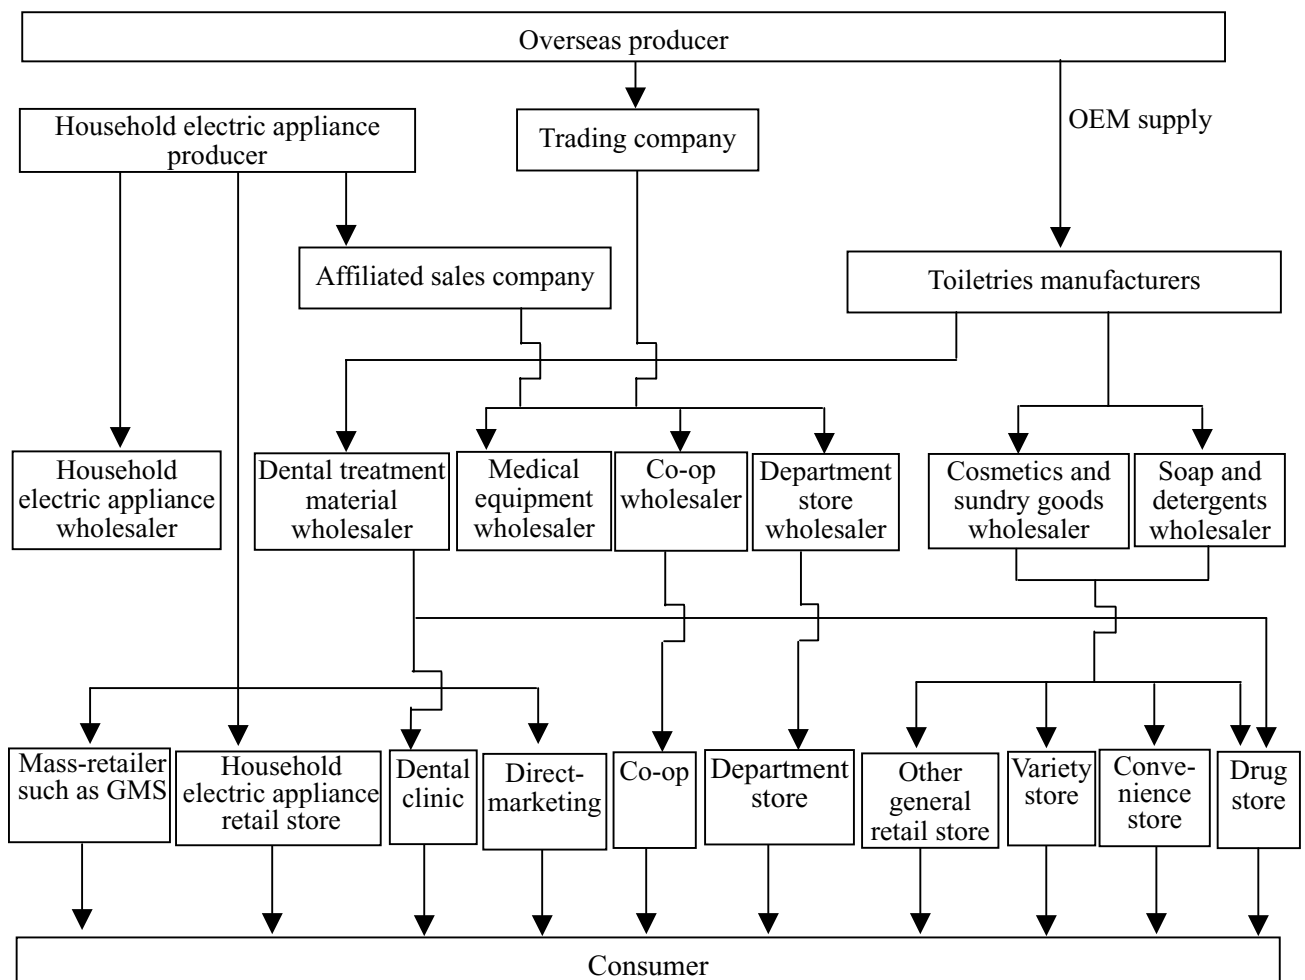 Overseas producer
Household electric appliance
producer
Trading company
OEM supply
Affiliated sales company
Toiletries manufacturers
Household
electric appliance
wholesaler
Dental treatment
material
wholesaler
Medical
equipment
wholesaler
Co-op
wholesaler
Department
store
wholesaler
Cosmetics and
sundry goods
wholesaler
Soap and
detergents
wholesaler
Mass-retailer
such as GMS
Household
electric appliance
retail store
Dental
clinic
Direct-
marketing
Co-op
Department
store
Other
general
retail store
Variety
store
Conve-
nience
store
Drug
store
Consumer